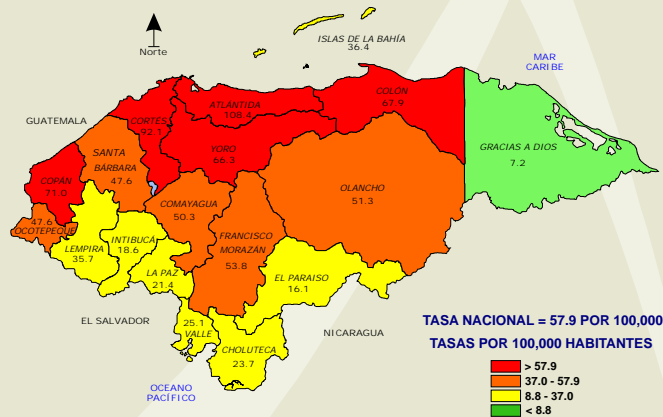 Norte
ISLAS DE LA BAHÍA
36.4
MAR
CARIBE
GUATEMALA
CORTES
92.1
ATLÁNTIDA
108.4
COLON
67.9
YORO
66.3
GRACIAS A DIOS
7.2
SANTA
BÁRBARA
47.6
COPÁN
71.0
OLANCHO
51.3
COMAYAGUA
50.3
47.6
OCOTEPEQUE
LEMPIRA
35.7
INTIBUCA
18.6
FRANCISCO
MORAZÁN
53.8
LA PAZ
21.4
EL PARAISO
16.1
EL SALVADOR
25.1
VALLE
NICARAGUA
CHOLUTECA
23.7
OCEANO
PACÍFICO
TASA NACIONAL = 57.9 POR 100,000
TASAS POR 100,000 HABITANTES
> 57.9
37.0 - 57.9
8.8 - 37.0
< 8.8